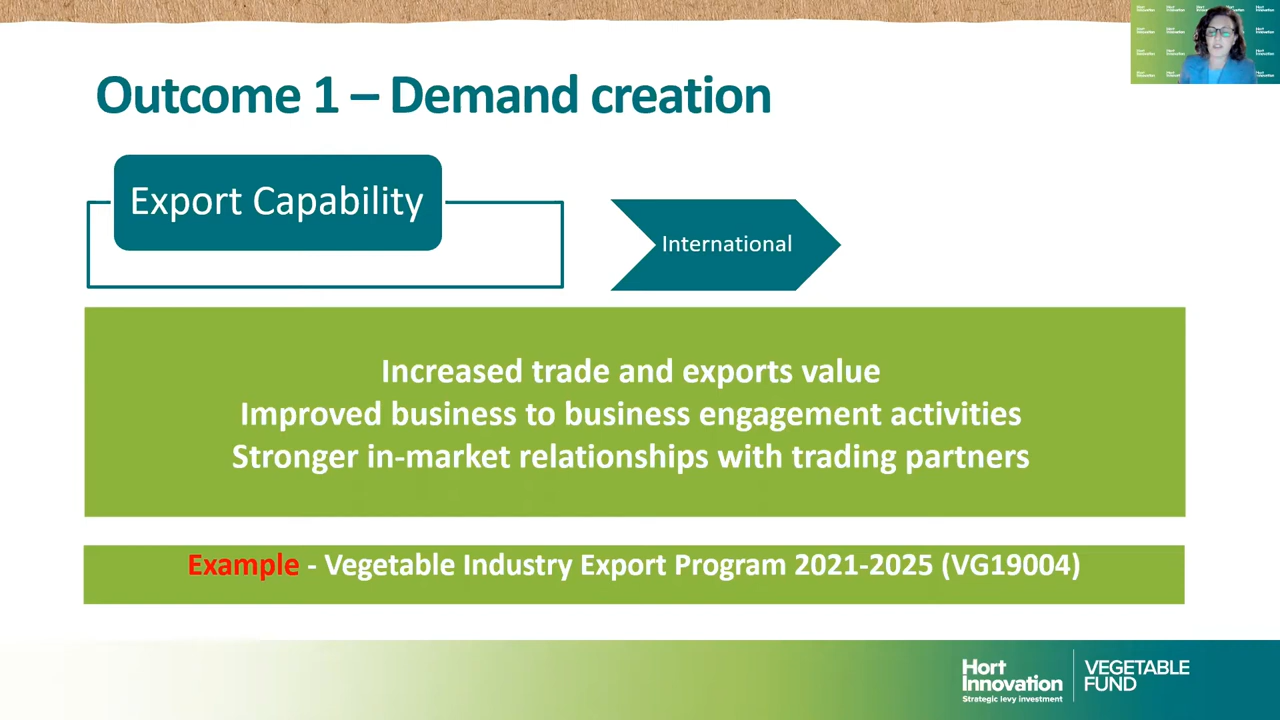 Outcome 1 – Demand creation
Export Capability
International
Increased trade and exports value
Improved business to business engagement activities
Stronger in-market relationships with trading partners
Example - Vegetable Industry Export Program 2021-2025 (VG19004)
Hort
Innovation
Strategic levy investment
VEGETABLE
FUND